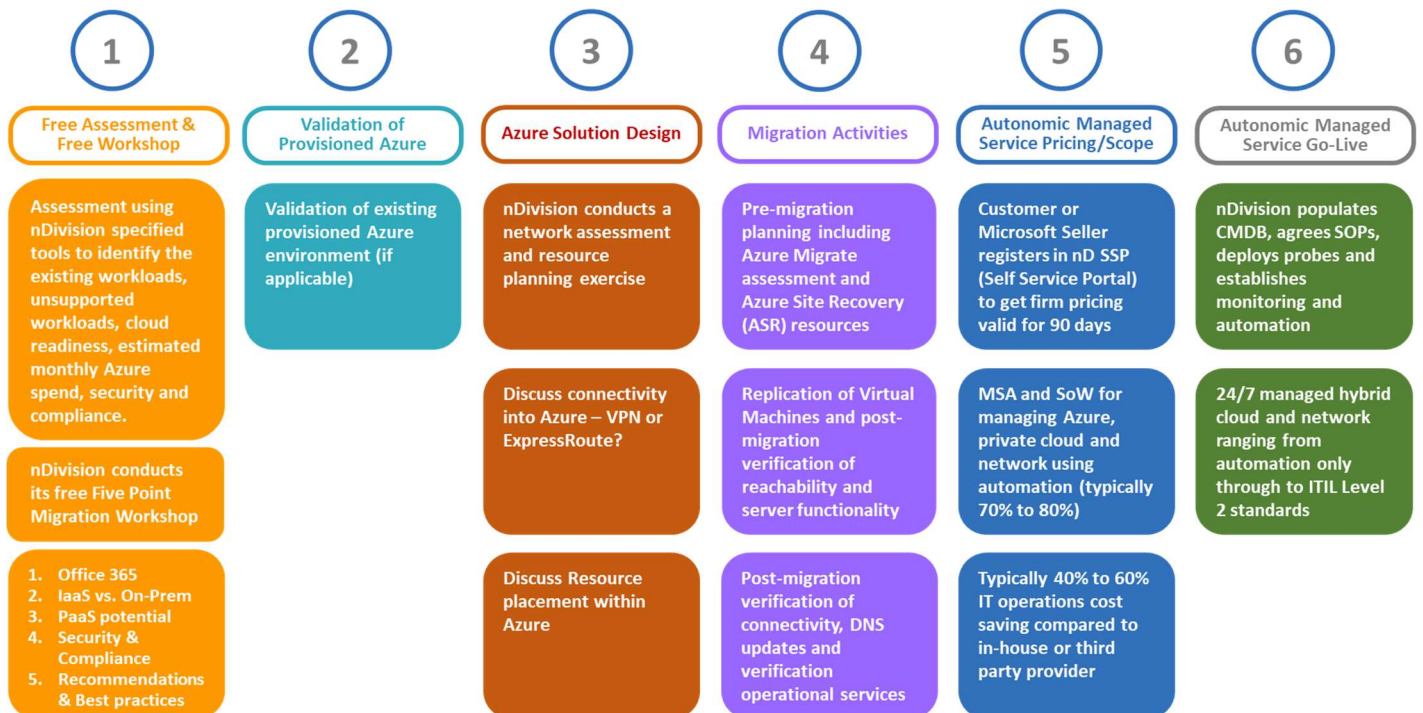 1
2
3
4
5
6
Free Assessment &
Free Workshop
Validation of
Provisioned Azure
Azure Solution Design
Migration Activities
Autonomic Managed
Service Pricing/Scope
Autonomic Managed
Service Go-Live
Assessment using
nDivision specified
tools to identify the
existing workloads,
unsupported
workloads, cloud
readiness, estimated
monthly Azure
spend, security and
compliance.
nDivision conducts
its free Five Point
Migration Workshop
1. Office 365
2. IaaS vs. On-Prem
3. PaaS potential
4. Security &
Compliance
5. Recommendations
& Best practices
Validation of existing
provisioned Azure
environment (if
applicable)
nDivision conducts a
network assessment
and resource
planning exercise
Discuss connectivity
into Azure – VPN or
ExpressRoute?
Discuss Resource
placement within
Azure
Pre-migration
planning including
Azure Migrate
assessment and
Azure Site Recovery
(ASR) resources
Replication of Virtual
Machines and post-
migration
verification of
reachability and
server functionality
Post-migration
verification of
connectivity, DNS
updates and
verification
operational services
Customer or
Microsoft Seller
registers in nD SSP
(Self Service Portal)
to get firm pricing
valid for 90 days
MSA and SoW for
managing Azure,
private cloud and
network using
automation (typically
70% to 80%)
Typically 40% to 60%
IT operations cost
saving compared to
in-house or third
party provider
nDivision populates
CMDB, agrees SOPs,
deploys probes and
establishes
monitoring and
automation
24/7 managed hybrid
cloud and network
ranging from
automation only
through to ITIL Level
2 standards